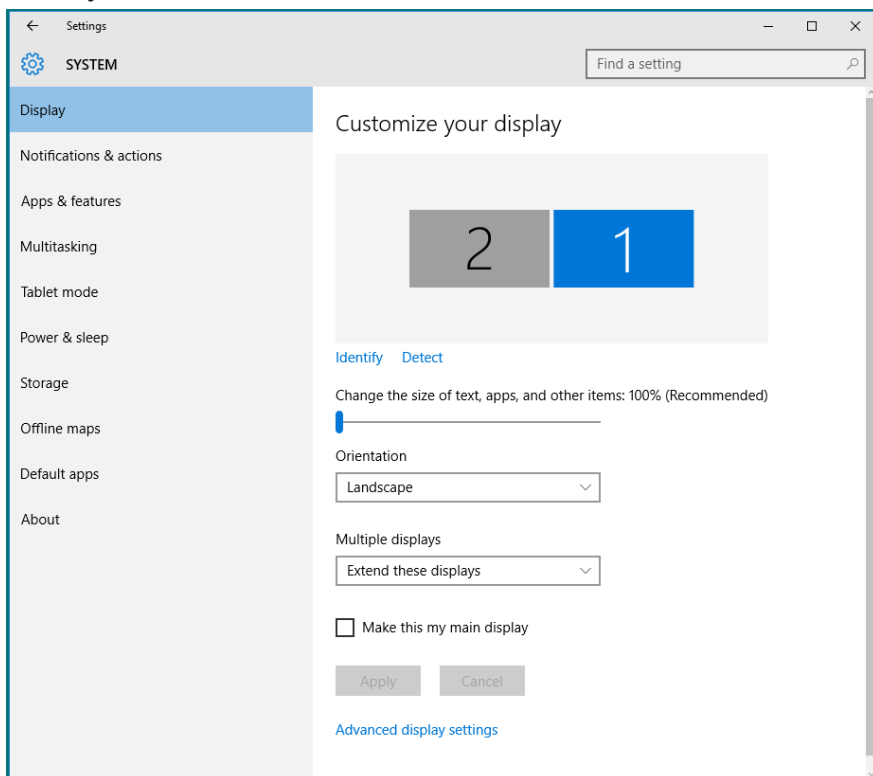 Settings
SYSTEM
Find a setting
Display
Notifications & actions
Apps & features
Multitasking
Tablet mode
Power & sleep
Storage
Offline maps
Default apps
About
Customize your display
2 1
Identify Detect
Change the size of text, apps, and other items: 100% (Recommended)
Orientation
Landscape
Multiple displays
Extend these displays
Make this my main display
Apply Cancel
Advanced display settings